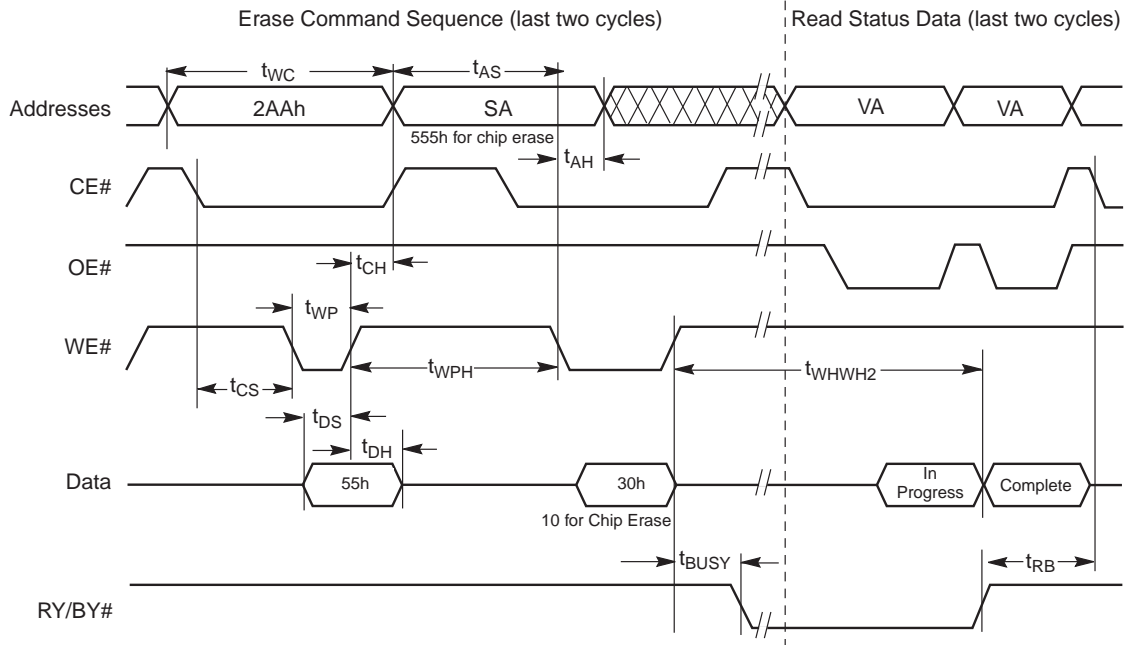 Erase Command Sequence (last two cycles)
Read Status Data (last two cycles)
tWC
tAS
Addresses
2AAh
SA
VA
VA
555h for chip erase
tAH
CE#
OE#
tCH
tWP
WE#
tWPH
tWHWH2
tCS
tDS
tDH
Data
55h
30h
In
Progress
Complete
10 for Chip Erase
tBUSY
tRB
RY/BY#